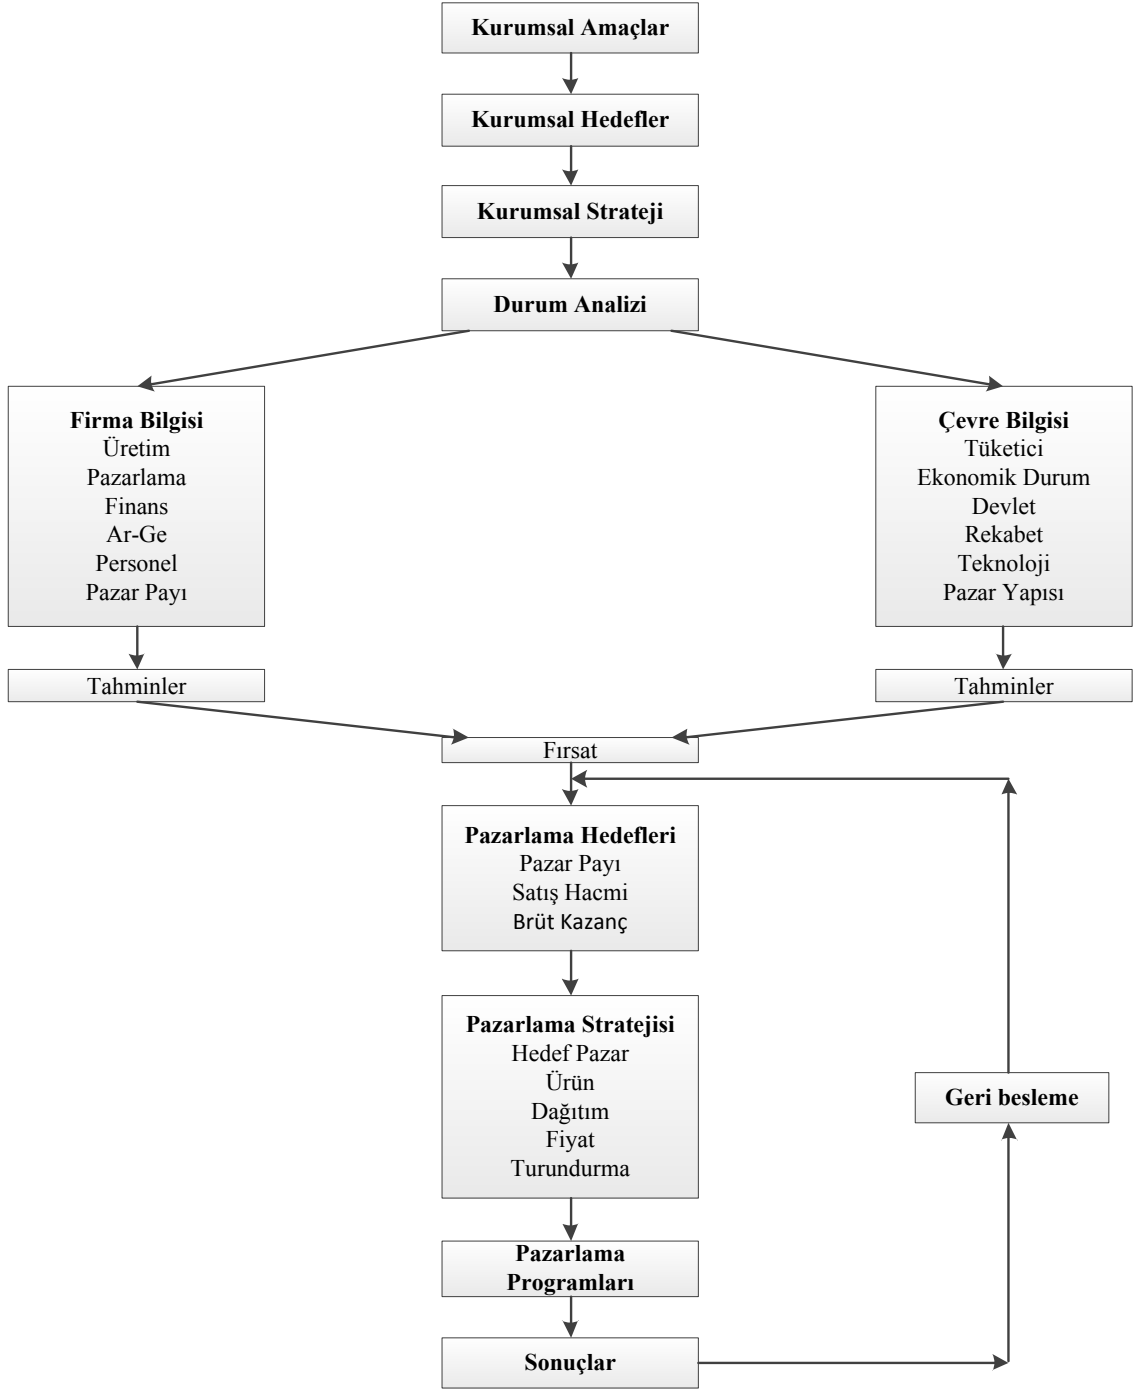 Kurumsal Amaçlar
Kurumsal Hedefler
Kurumsal Strateji
Durum Analizi
Firma Bilgisi
Üretim
Pazarlama
Finans
Ar-Ge
Personel
Pazar Payı
Çevre Bilgisi
Tüketici
Ekonomik Durum
Devlet
Rekabet
Teknoloji
Pazar Yapısı
Tahminler
Tahminler
Fırsat
Pazarlama Hedefleri
Pazar Payı
Satış Hacmi
Brüt Kazanç
Pazarlama Stratejisi
Hedef Pazar
Ürün
Dağıtım
Fiyat
Turundurma
Geri besleme
Pazarlama
Programları
Sonuçlar